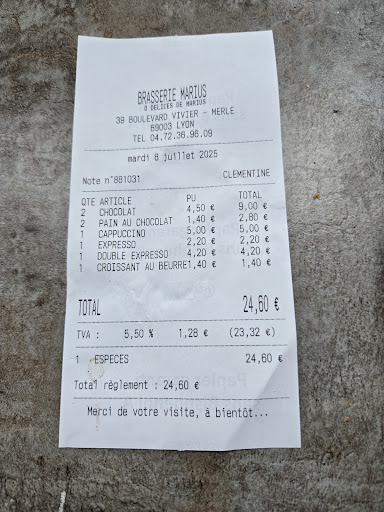 BRASSERIE MARIUS
O DELICES DE MARIUS
39 BOULEVARD VIVIER - MERLE
69003 LYON
TEL 04.72.36.96.09
mardi 8 juillet 2025
Note n°881031 CLEMENTINE
QTE ARTICLE PU TOTAL
2 CHOCOLAT 4,50 € 9,00 €
2 PAIN AU CHOCOLAT 1,40 € 2,80 €
1 CAPPUCCINO 5,00 € 5,00 €
1 EXPRESSO 2,20 € 2,20 €
1 DOUBLE EXPRESSO 4,20 € 4,20 €
1 CROISSANT AU BEURRE1,40 € 1,40 €
TOTAL 24,60 €
TVA : 5,50 % 1,28 € (23,32 €)
1 ESPECES 24,60 €
Total règlement : 24,60 €
Merci de votre visite, à bientôt...